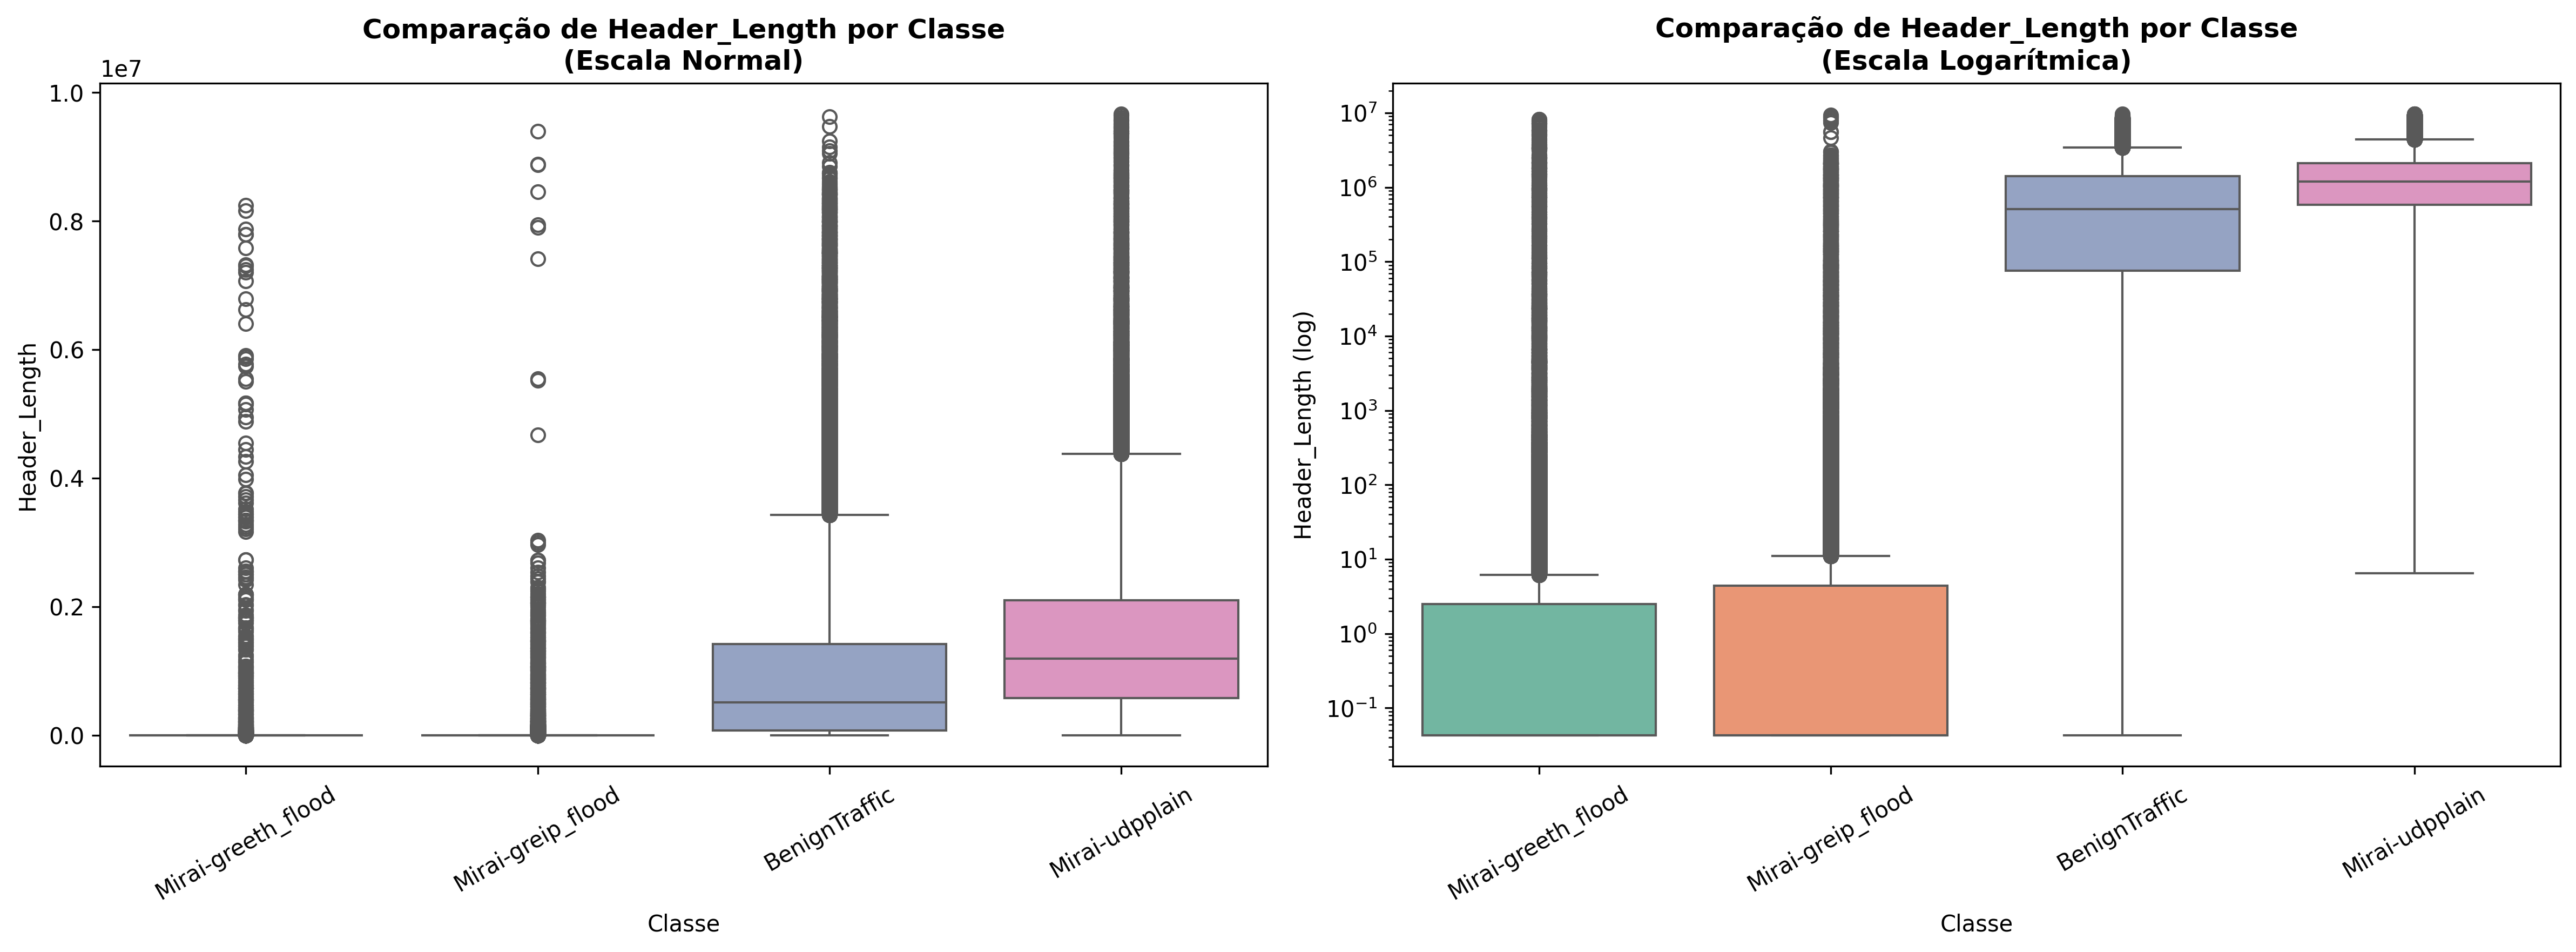 Comparação de Header_Length por Classe
(Escala Normal)
1e7
1.0
0.8
0.6
0.4
0.2
0.0
Header_Length
Mirai-greeth_flood
Mirai-greip_flood
BenignTraffic
Mirai-udpplain
Classe
Comparação de Header_Length por Classe
(Escala Logarítmica)
10⁷
10⁶
10⁵
10⁴
10³
10²
10¹
10⁰
10⁻¹
Header_Length (log)
Mirai-greeth_flood
Mirai-greip_flood
BenignTraffic
Mirai-udpplain
Classe